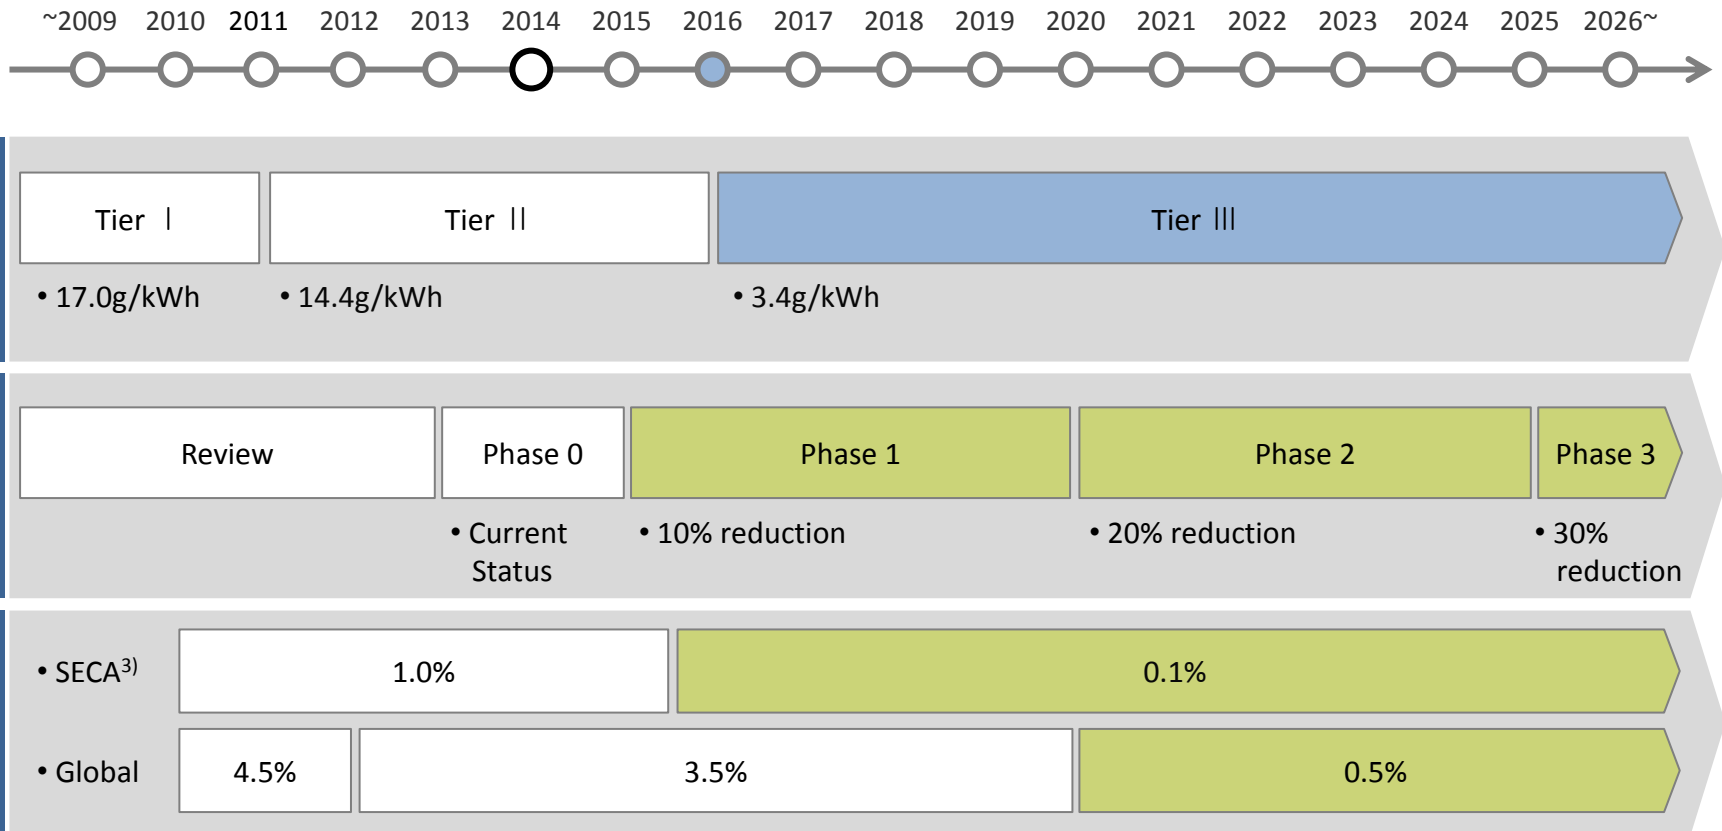 ~2009 2010 2011 2012 2013 2014 2015 2016 2017 2018 2019 2020 2021 2022 2023 2024 2025 2026~
Tier Ⅰ Tier Ⅱ Tier Ⅲ
• 17.0g/kWh • 14.4g/kWh • 3.4g/kWh
Review Phase 0 Phase 1 Phase 2 Phase 3
• Current • 10% reduction • 20% reduction • 30%
Status reduction
• SECA3) 1.0% 0.1%
• Global 4.5% 3.5% 0.5%